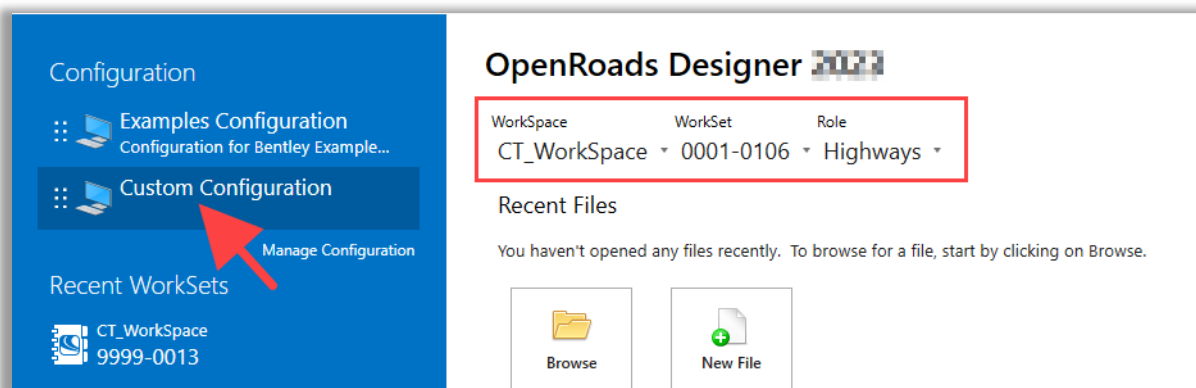 Configuration
Examples Configuration
Configuration for Bentley Example...
Custom Configuration
Manage Configuration
Recent WorkSets
CT_WorkSpace
9999-0013
OpenRoads Designer
WorkSpace WorkSet Role
CT_WorkSpace 0001-0106 Highways
Recent Files
You haven't opened any files recently. To browse for a file, start by clicking on Browse.
Browse New File